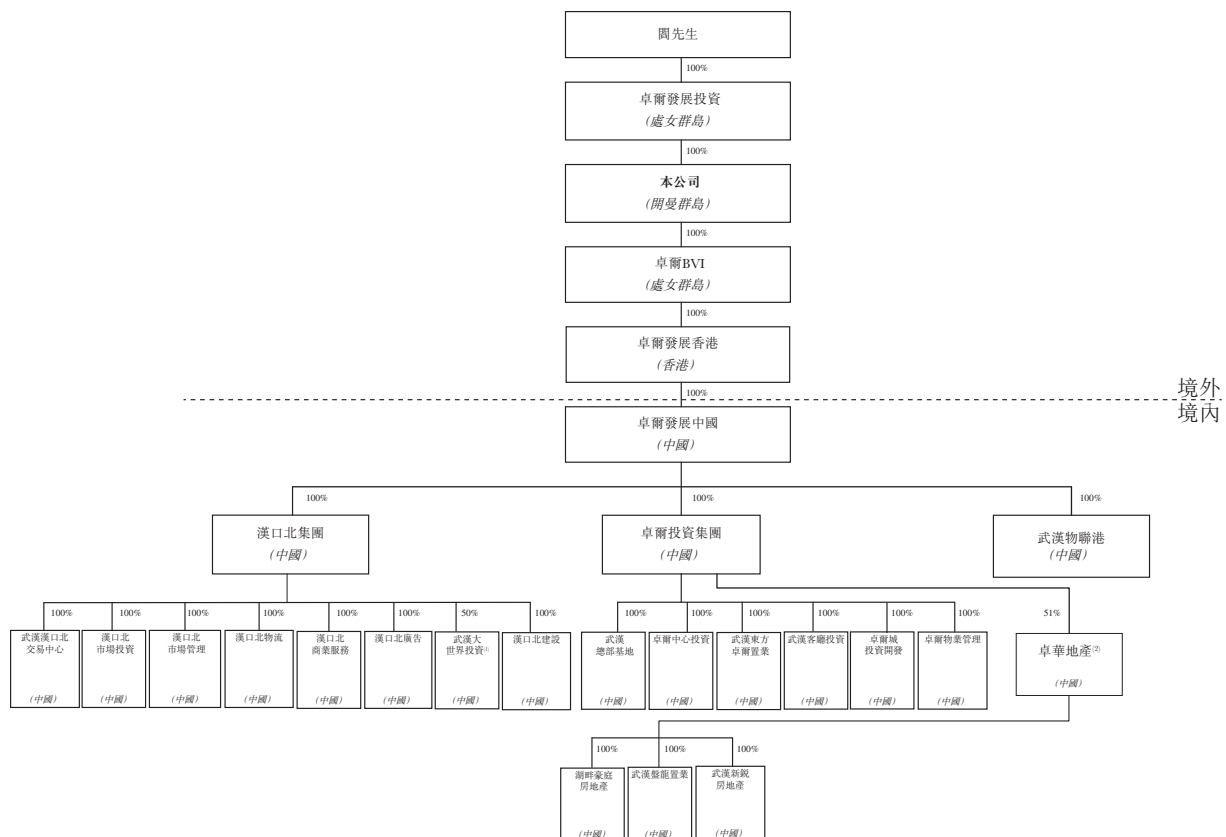 閻先生
100%
卓爾發展投資
(處女群島)
100%
本公司
(開曼群島)
100%
卓爾BVI
(處女群島)
100%
卓爾發展香港
(香港)
100%
境外
境內
卓爾發展中國
(中國)
100%
100%
100%
漢口北集團
(中國)
卓爾投資集團
(中國)
武漢物聯港
(中國)
100%
100%
100%
100%
100%
100%
50%
100%
100%
100%
100%
100%
100%
100%
51%
武漢漢口北
交易中心
(中國)
漢口北
市場投資
(中國)
漢口北
市場管理
(中國)
漢口北物流
(中國)
漢口北
商業服務
(中國)
漢口北廣告
(中國)
武漢大
世界投資(1)
(中國)
漢口北建設
(中國)
武漢
總部基地
(中國)
卓爾中心投資
(中國)
武漢東方
卓爾置業
(中國)
武漢客廳投資
(中國)
卓爾城
投資開發
(中國)
卓爾物業管理
(中國)
卓華地產(2)
(中國)
100%
100%
100%
湖畔豪庭
房地產
(中國)
武漢盤龍置業
(中國)
武漢新銳
房地產
(中國)